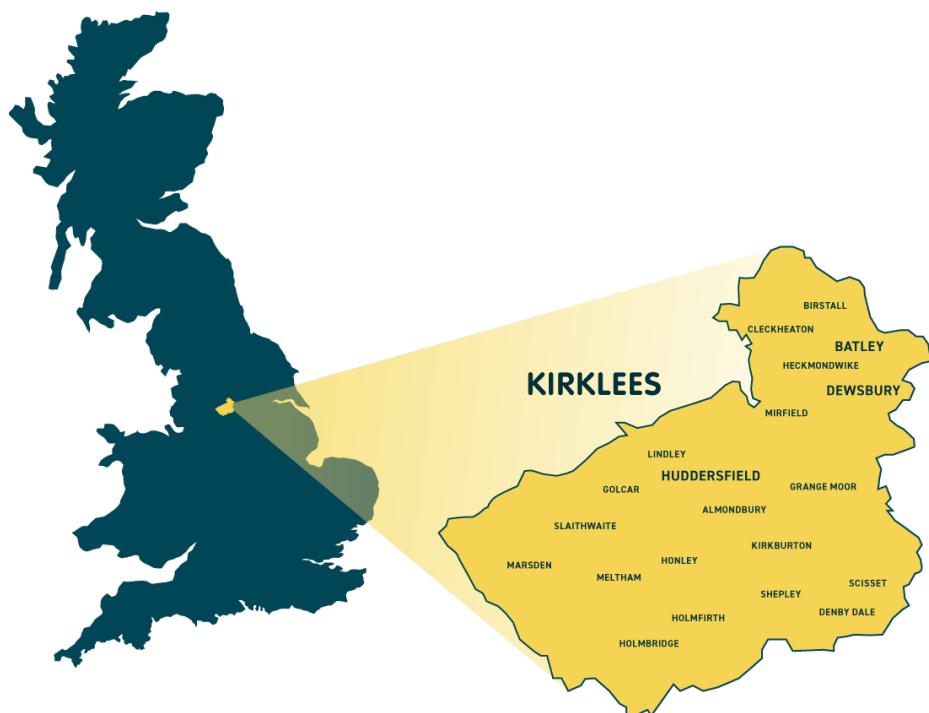 BIRSTALL
CLECKHEATON
BATLEY
HECKMONDWIKE
KIRKLEES
DEWSBURY
MIRFIELD
LINDLEY
HUDDERSFIELD
GOLCAR
GRANGE MOOR
ALMONDBURY
SLAITHWAITE
KIRKBURTON
HONLEY
MARSDEN
MELTHAM
SCISSET
SHEPLEY
DENBY DALE
HOLMFIRTH
HOLMBRIDGE